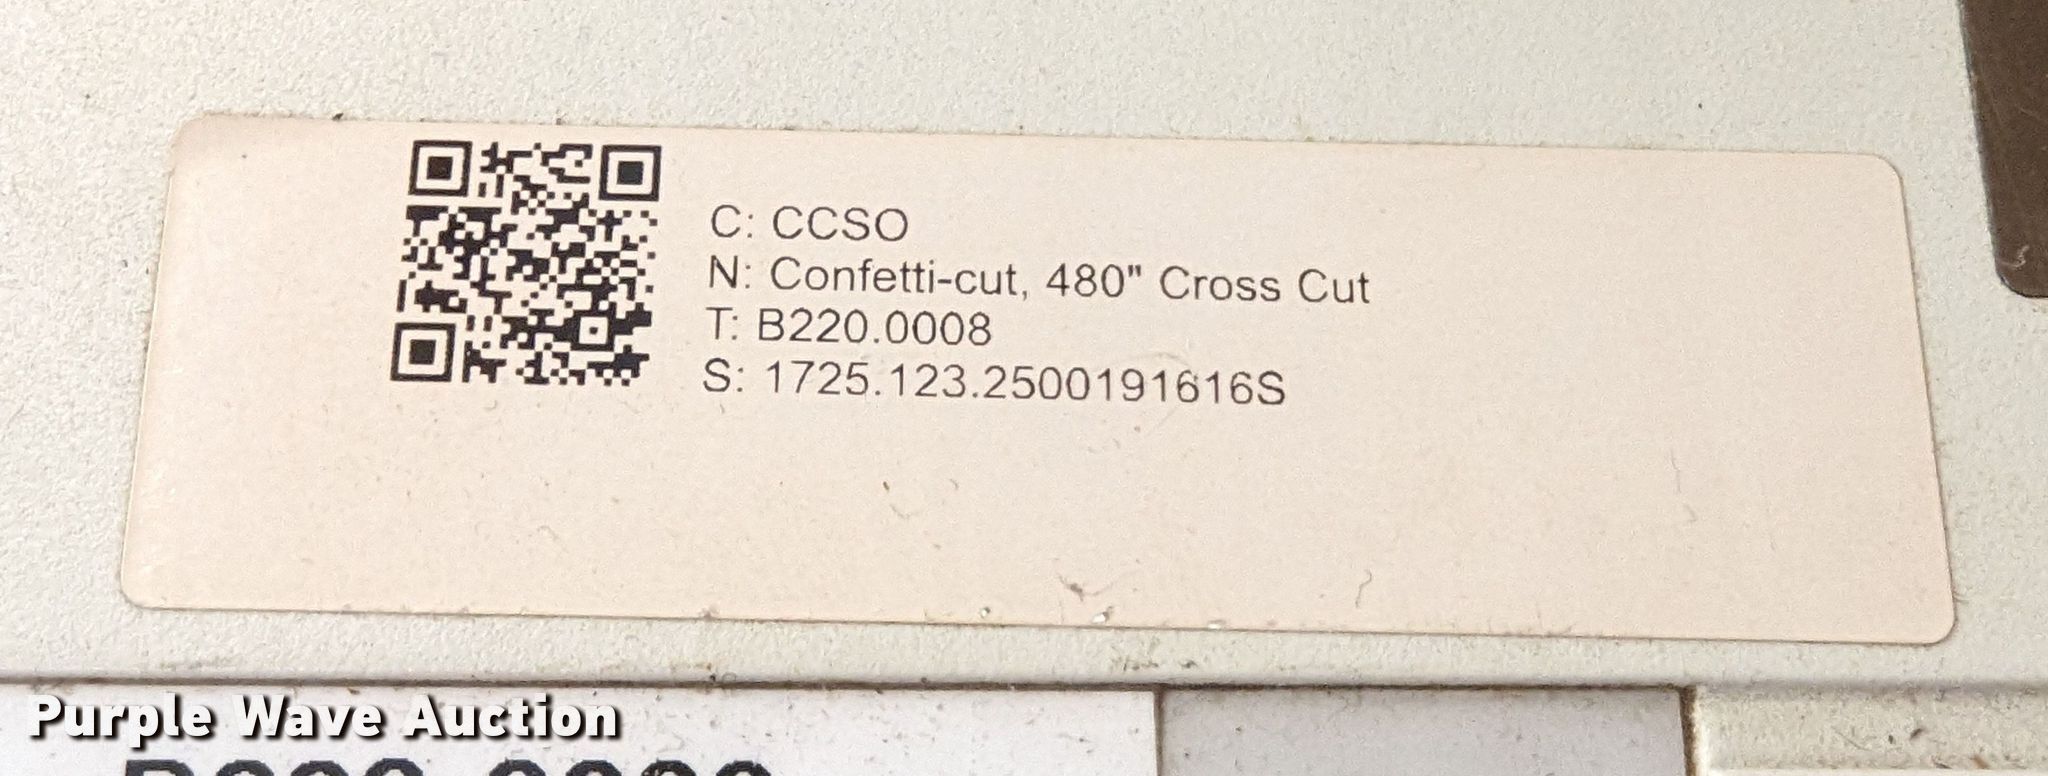 C: CCSO
N: Confetti-cut, 480" Cross Cut
T: B220.0008
S: 1725.123.2500191616S
Purple Wave Auction